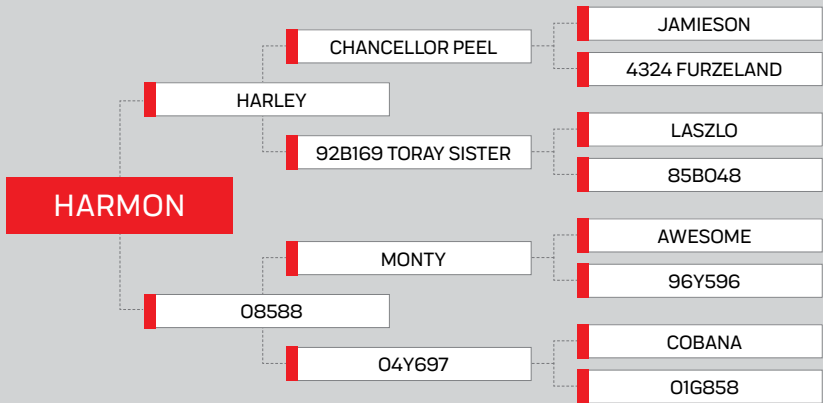 JAMIESON
CHANCELLOR PEEL
4324 FURZELAND
HARLEY
LASZLO
92B169 TORAY SISTER
85B048
HARMON
AWESOME
MONTY
96Y596
08588
COBANA
04Y697
01G858